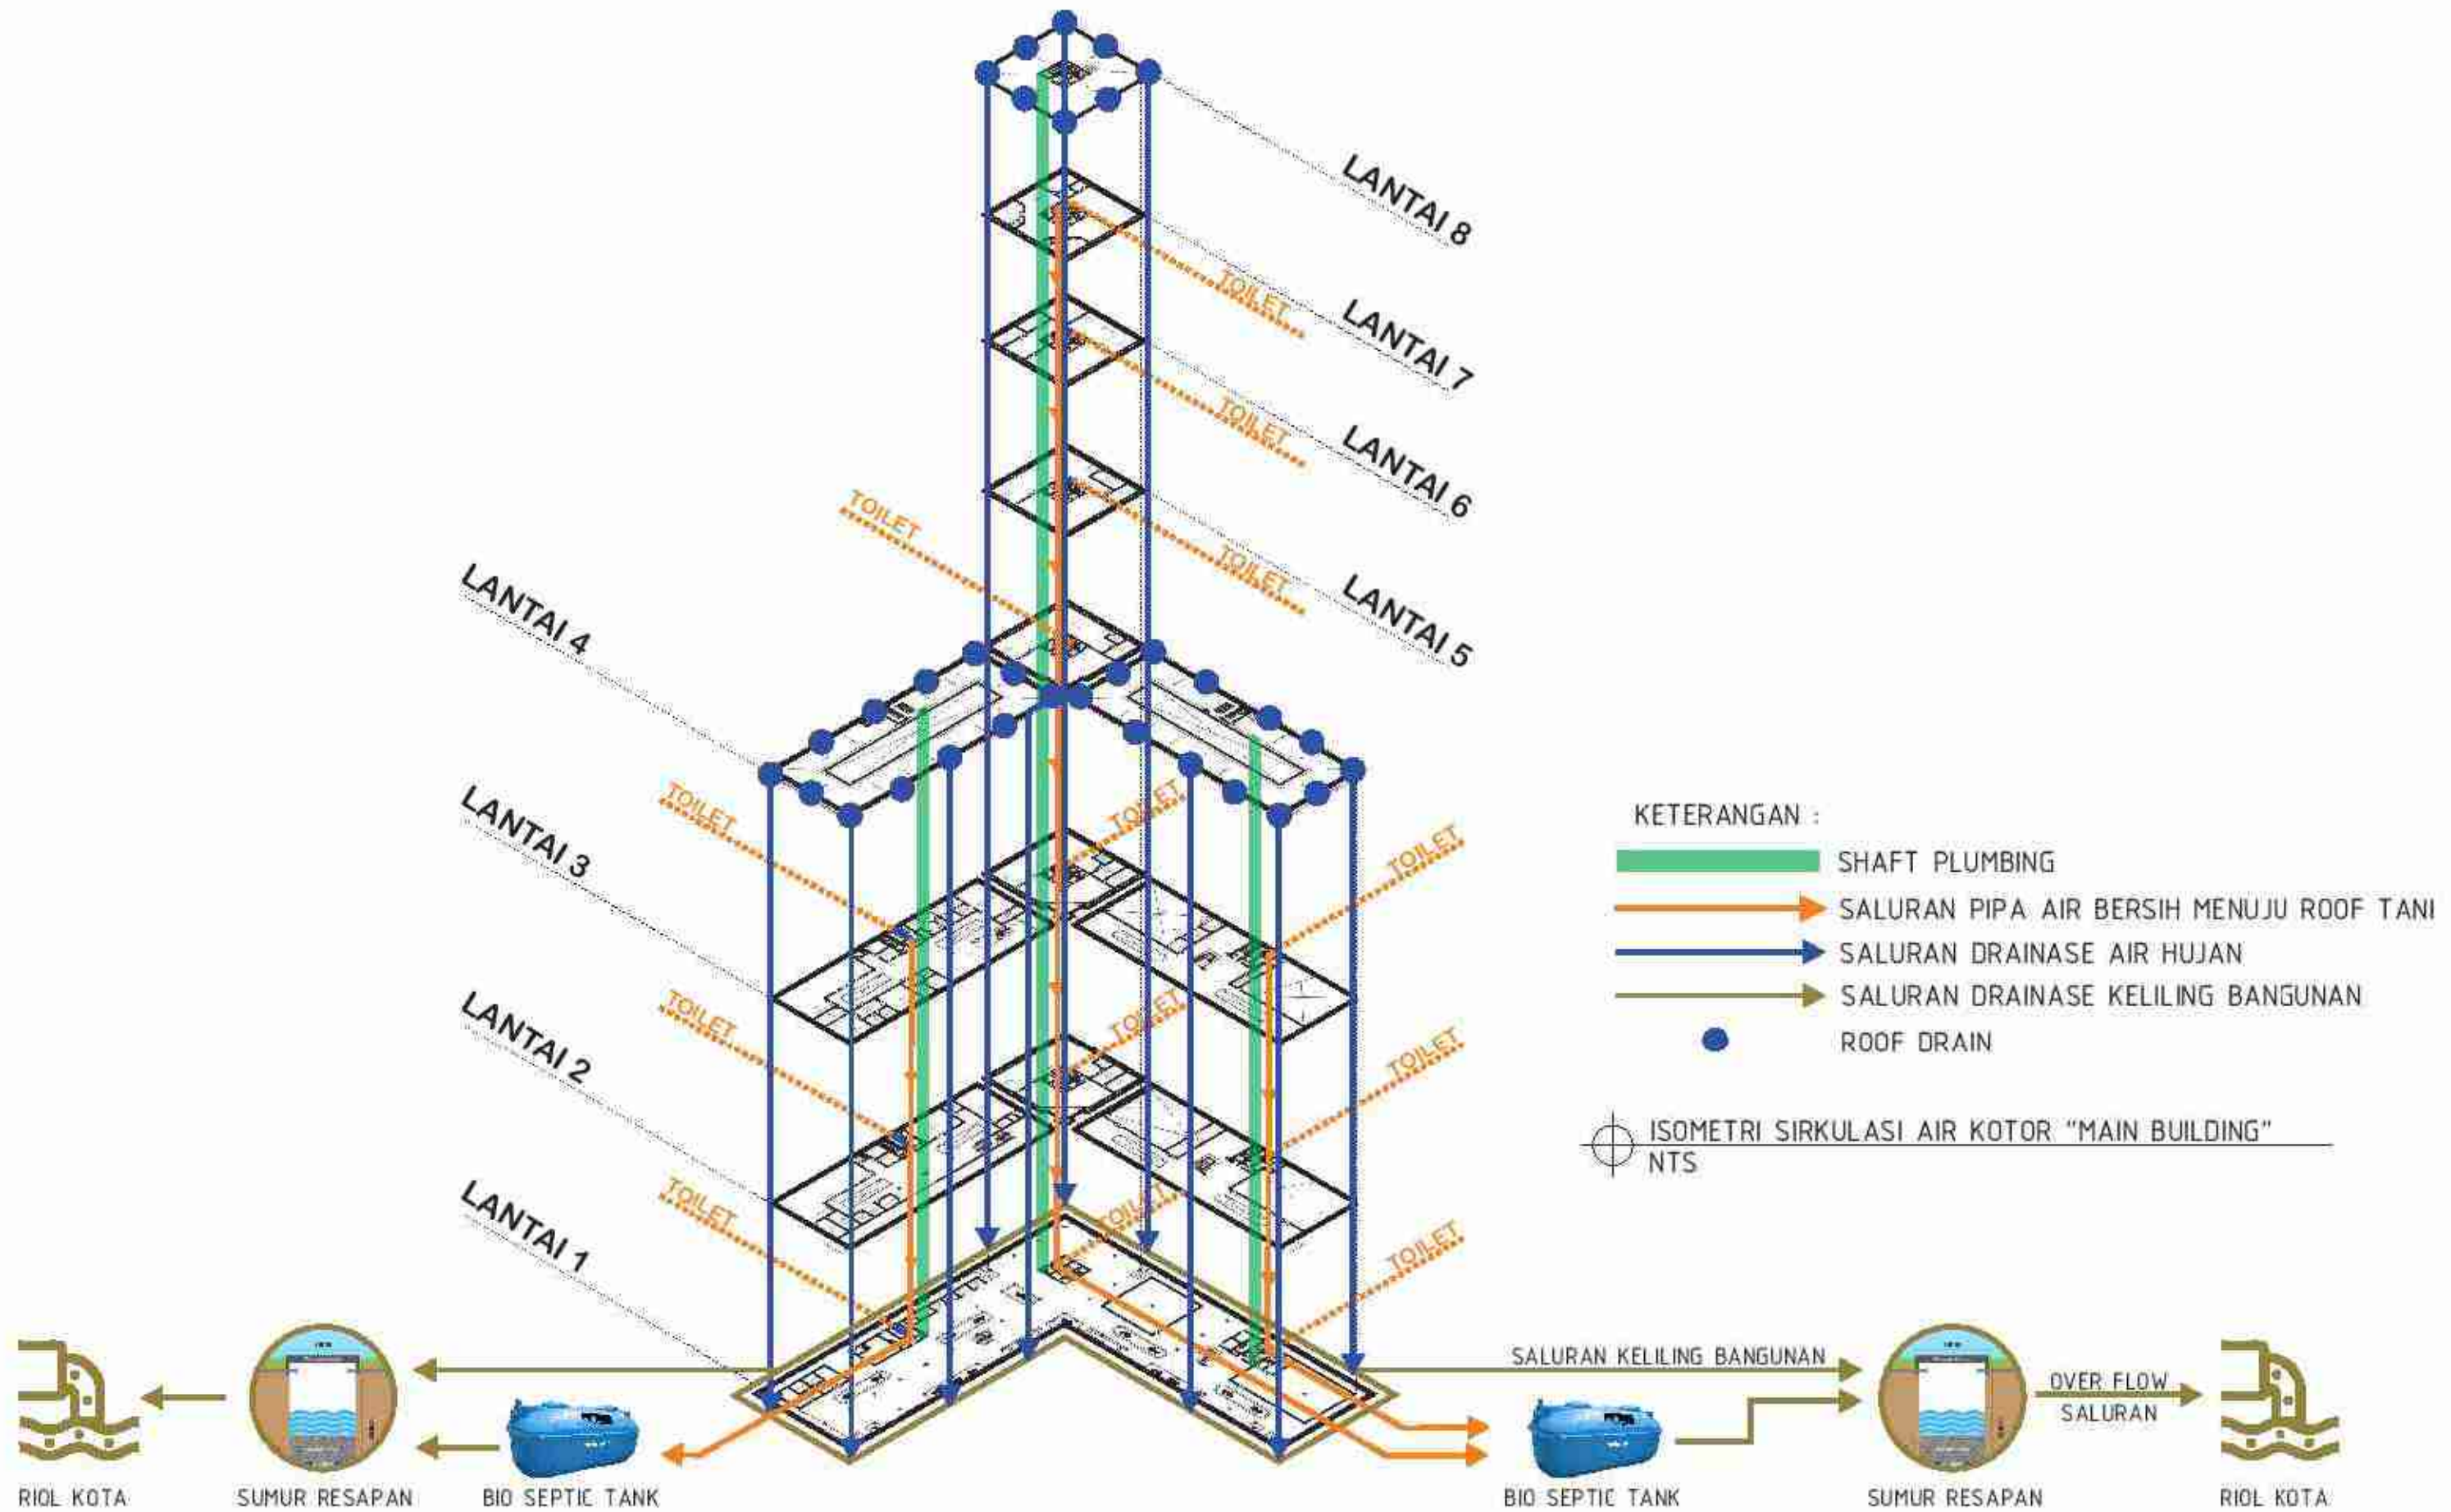 LANTAI 8
TOILET
LANTAI 7
TOILET
LANTAI 6
TOILET
LANTAI 5
TOILET
LANTAI 4
TOILET
TOILET
TOILET
LANTAI 3
TOILET
TOILET
TOILET
LANTAI 2
TOILET
TOILET
TOILET
LANTAI 1
KETERANGAN :
SHAFT PLUMBING
SALURAN PIPA AIR BERSIH MENUJU ROOF TANI
SALURAN DRAINASE AIR HUJAN
SALURAN DRAINASE KELILING BANGUNAN
ROOF DRAIN
ISOMETRI SIRKULASI AIR KOTOR "MAIN BUILDING"
NTS
RIOL KOTA
SUMUR RESAPAN
BIO SEPTIC TANK
SALURAN KELILING BANGUNAN
BIO SEPTIC TANK
SUMUR RESAPAN
OVER FLOW
SALURAN
RIOL KOTA